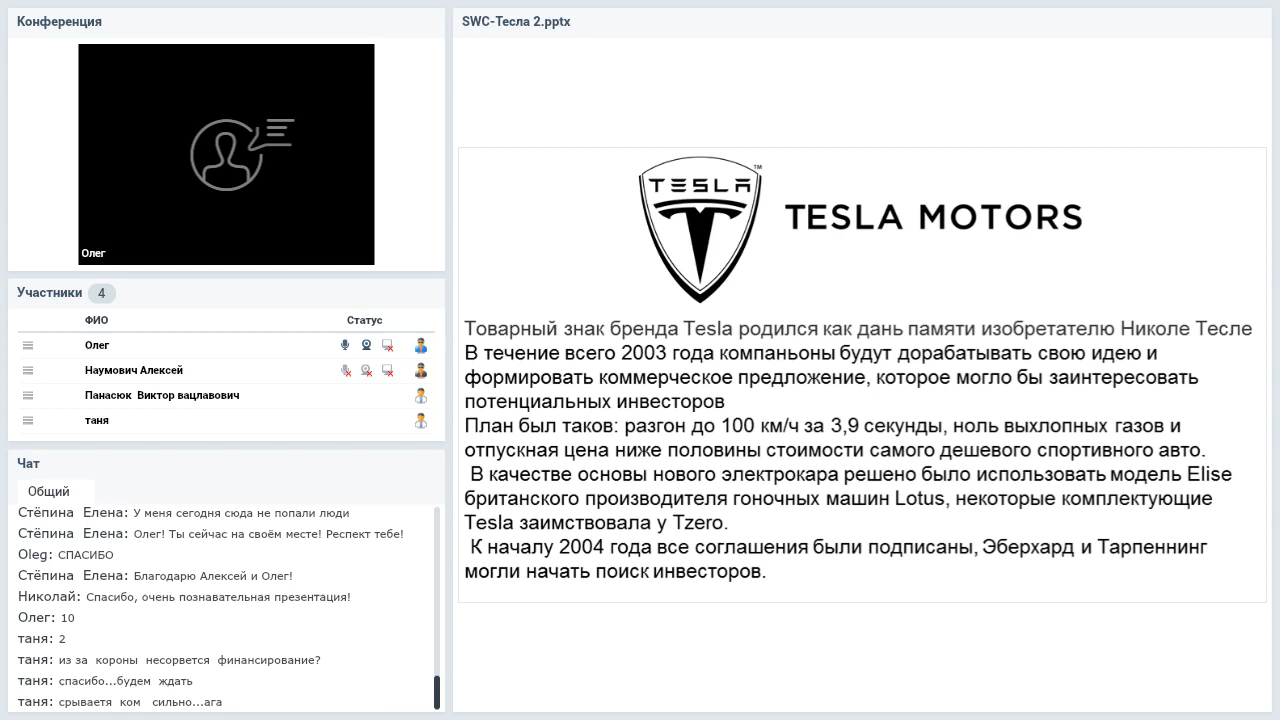 Конференция
Олег
Участники 4
ФИО Статус
Олег
Наумович Алексей
Панасюк Виктор вацлавович
таня
Чат
Общий
Стёпина Елена: У меня сегодня сюда не попали люди
Стёпина Елена: Олег! Ты сейчас на своём месте! Респект тебе!
Oleg: СПАСИБО
Стёпина Елена: Благодарю Алексей и Олег!
Николай: Спасибо, очень познавательная презентация!
Олег: 10
таня: 2
таня: из за короны несорвется финансирование?
таня: спасибо...будем ждать
таня: срываетя ком сильно...ага
SWC-Тесла 2.pptx
TESLA ™
TESLA MOTORS
Товарный знак бренда Tesla родился как дань памяти изобретателю Николе Тесле
В течение всего 2003 года компаньоны будут дорабатывать свою идею и
формировать коммерческое предложение, которое могло бы заинтересовать
потенциальных инвесторов
План был таков: разгон до 100 км/ч за 3,9 секунды, ноль выхлопных газов и
отпускная цена ниже половины стоимости самого дешевого спортивного авто.
В качестве основы нового электрокара решено было использовать модель Elise
британского производителя гоночных машин Lotus, некоторые комплектующие
Tesla заимствовала у Tzero.
К началу 2004 года все соглашения были подписаны, Эберхард и Тарпеннинг
могли начать поиск инвесторов.